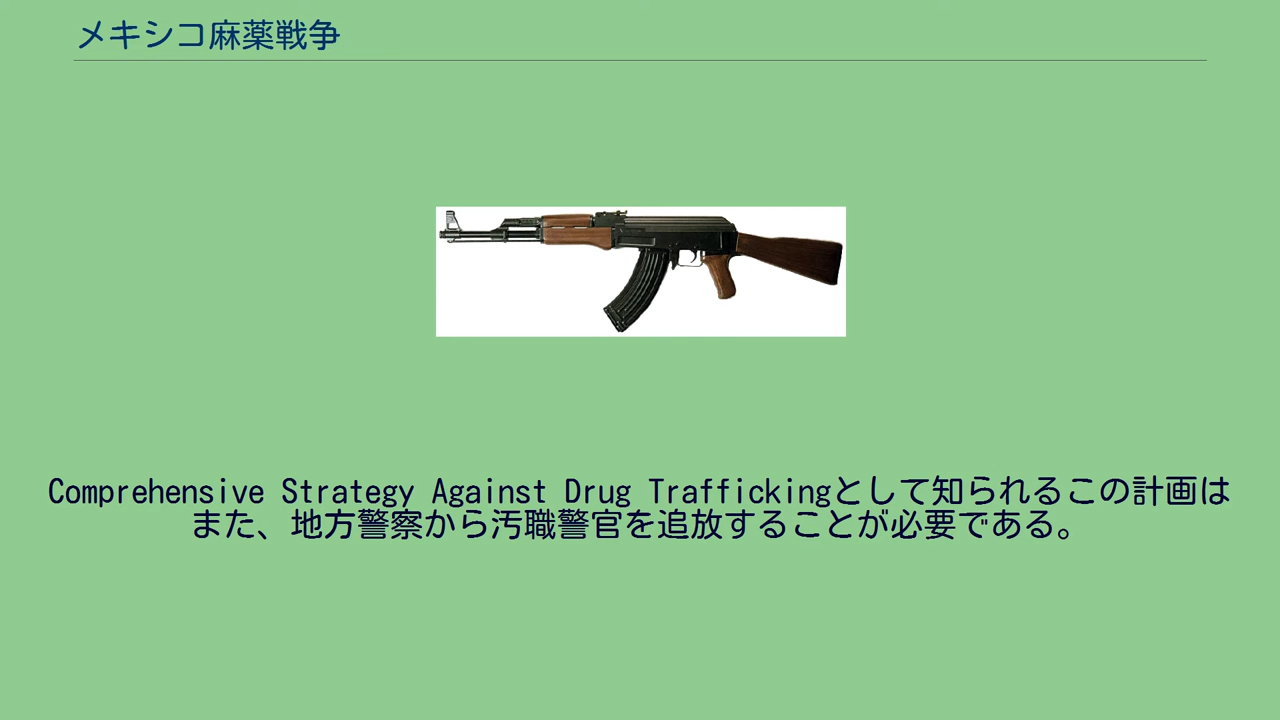 メキシコ麻薬戦争
Comprehensive Strategy Against Drug Traffickingとして知られるこの計画は
また、地方警察から汚職警官を追放することが必要である。